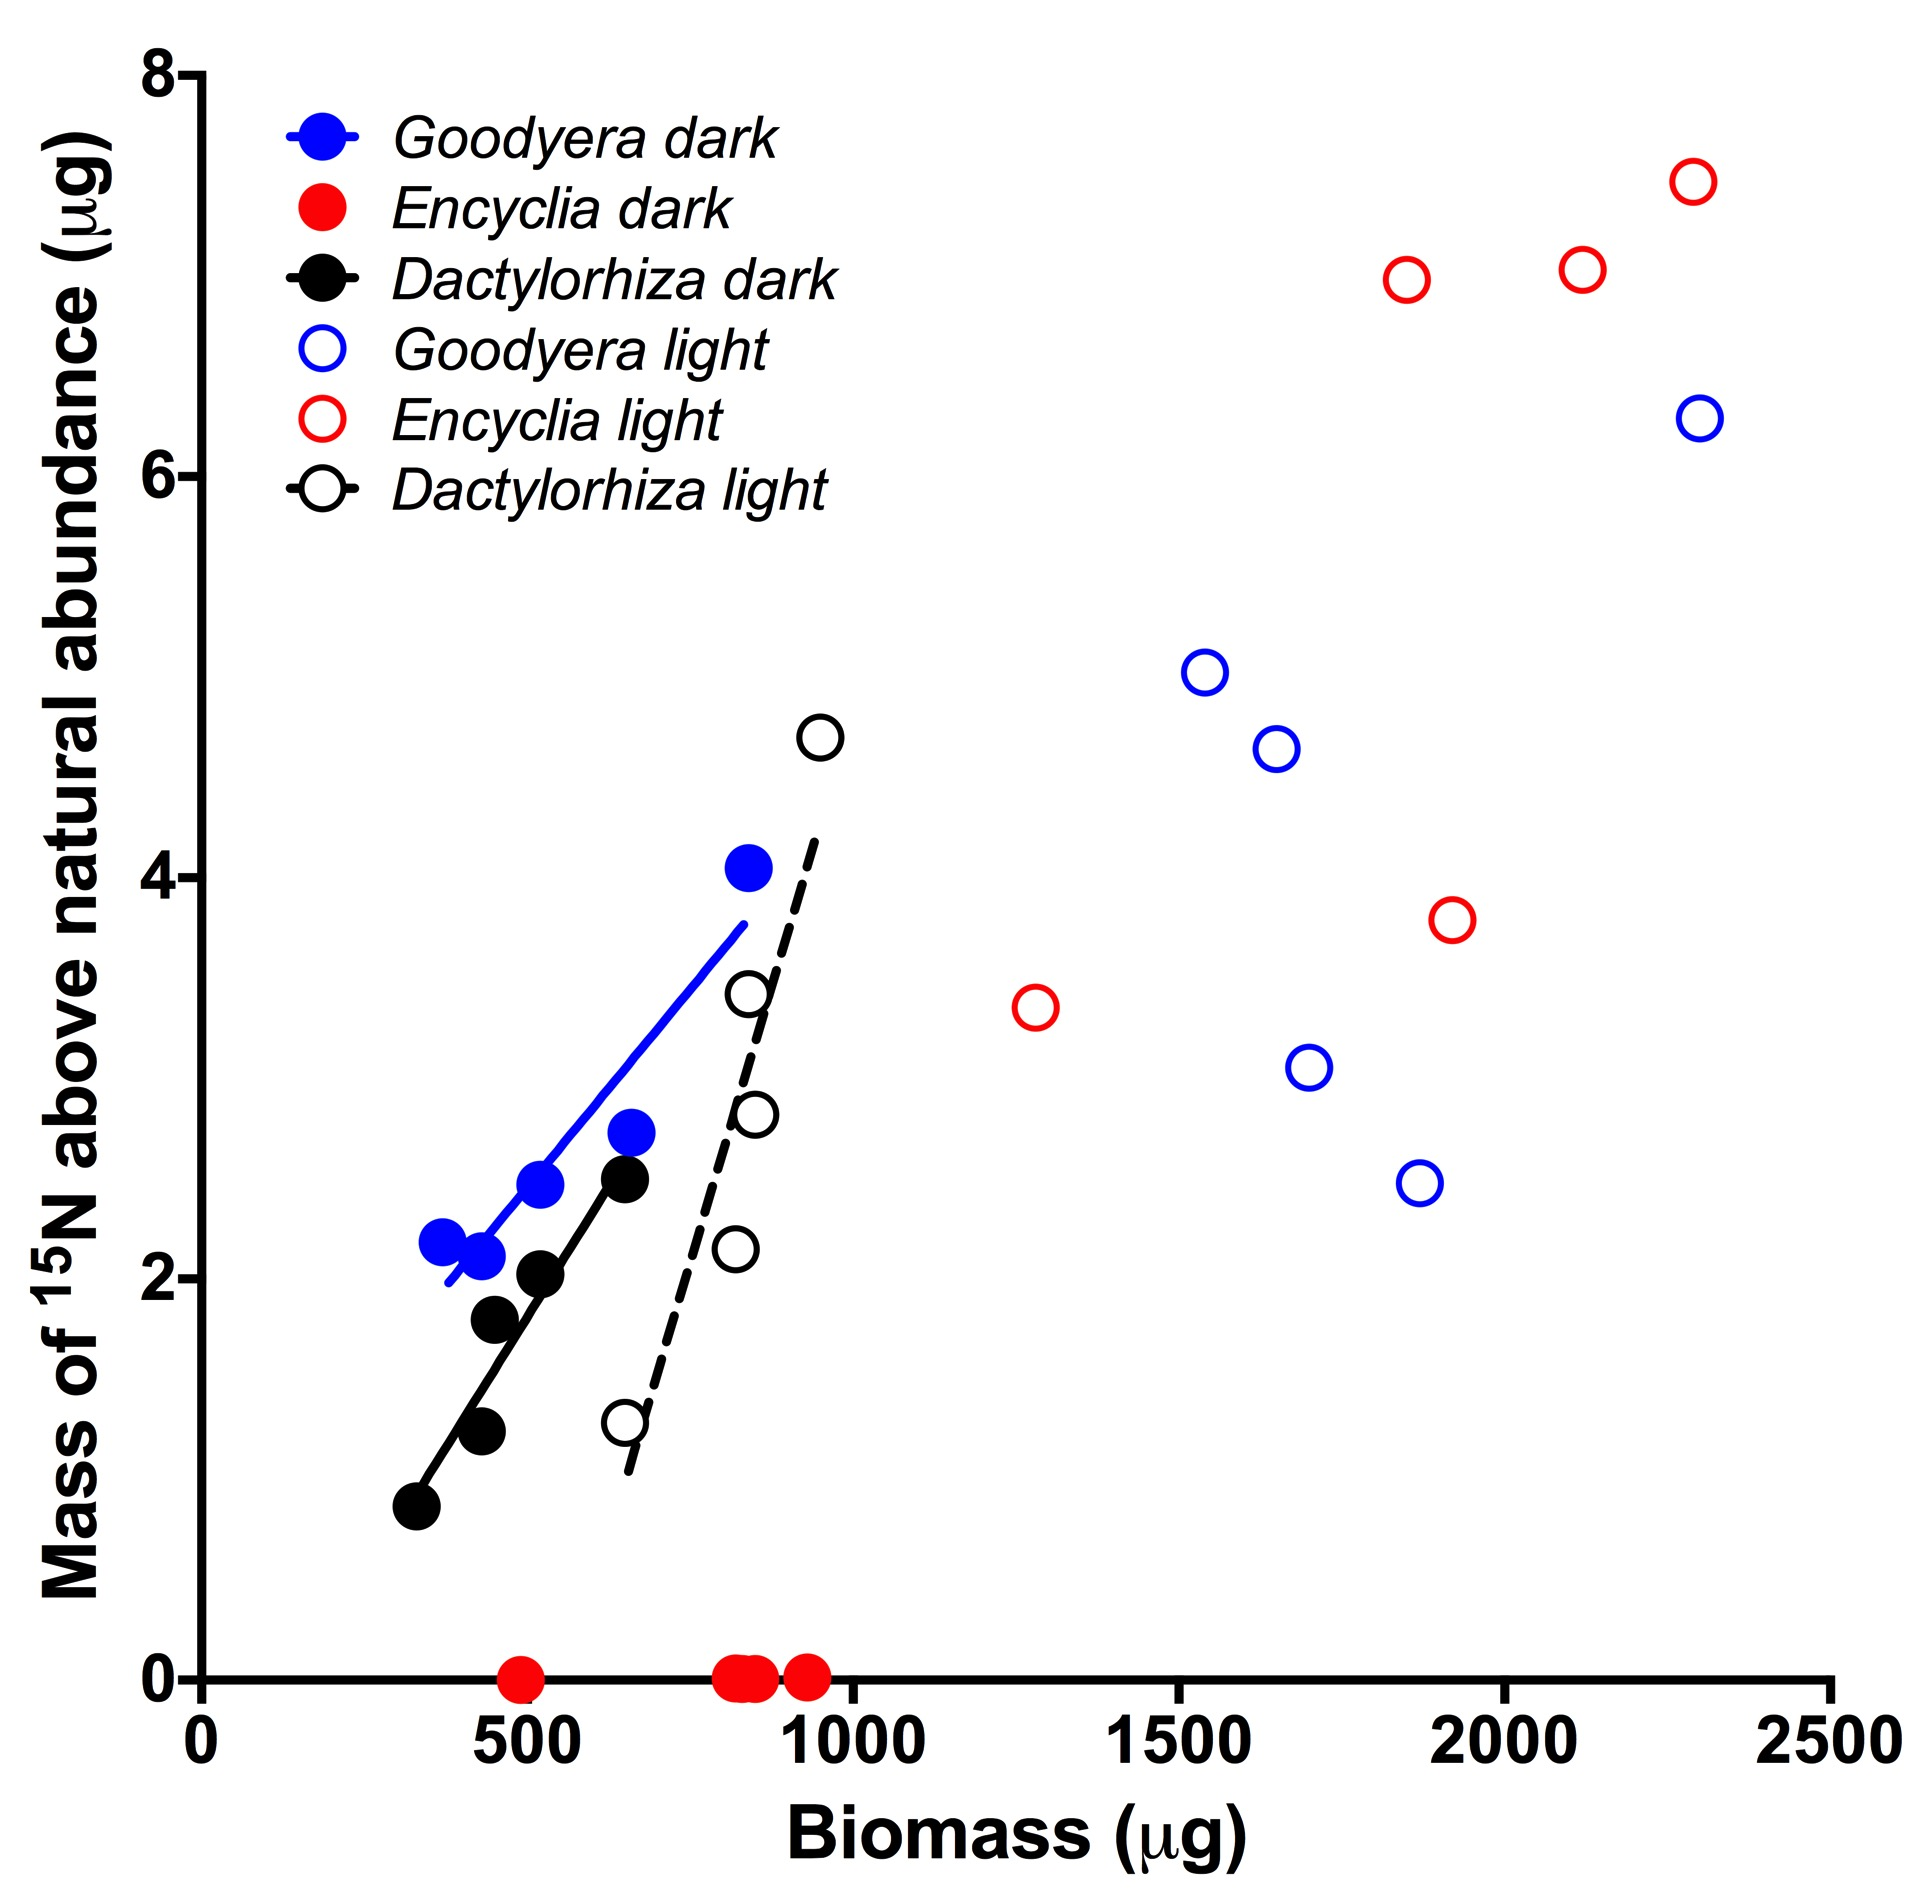 Mass of ¹⁵N above natural abundance (μg)
8
6
4
2
0
Goodyera dark
Encyclia dark
Dactylorhiza dark
Goodyera light
Encyclia light
Dactylorhiza light
0 500 1000 1500 2000 2500
Biomass (μg)